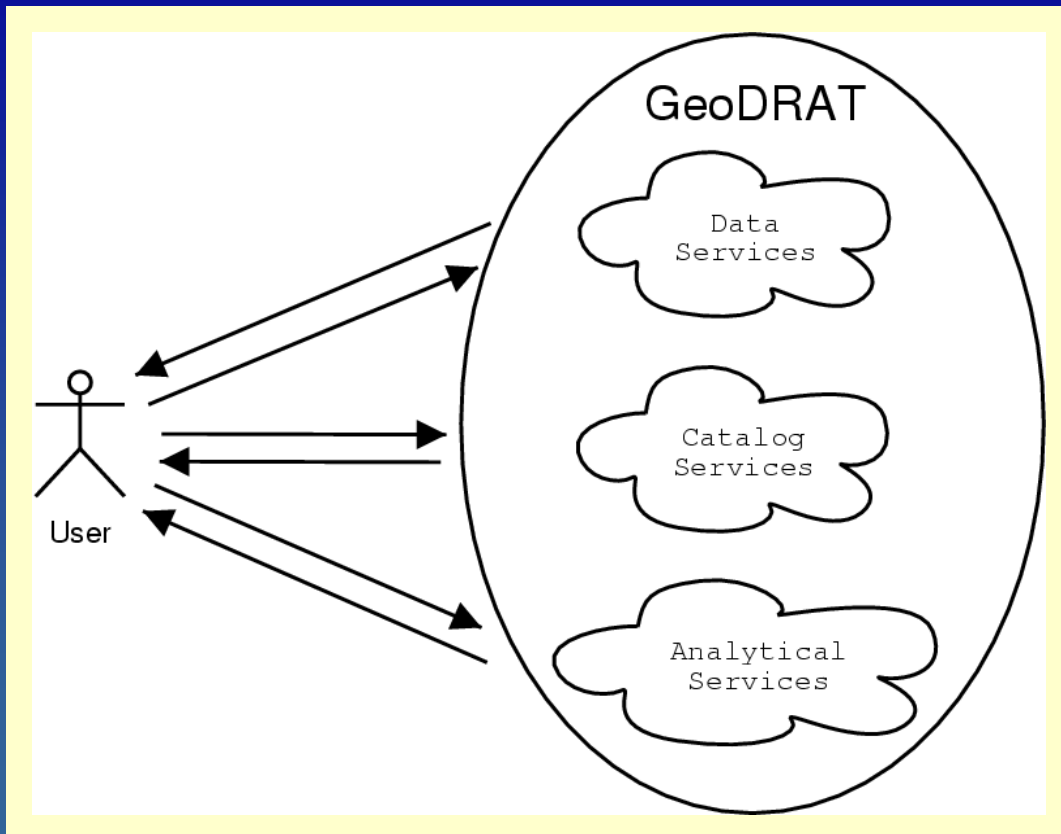 GeoDRAT
Data
Services
Catalog
Services
Analytical
Services
User